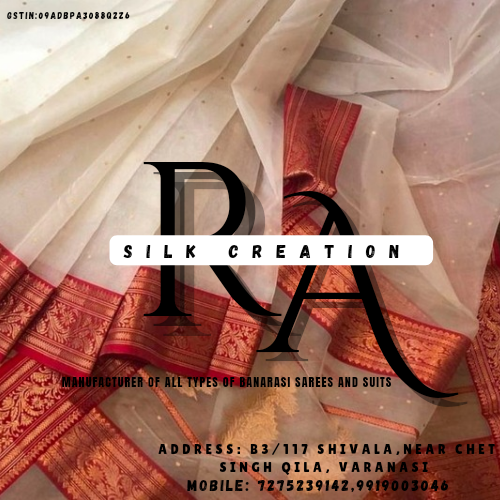 GSTIN:09ADBPA3088Q2Z6
RA
SILK CREATION
MANUFACTURER OF ALL TYPES OF BANARASI SAREES AND SUITS
ADDRESS: B3/117 SHIVALA,NEAR CHET
SINGH QILA, VARANASI
MOBILE: 7275239142,9919003046